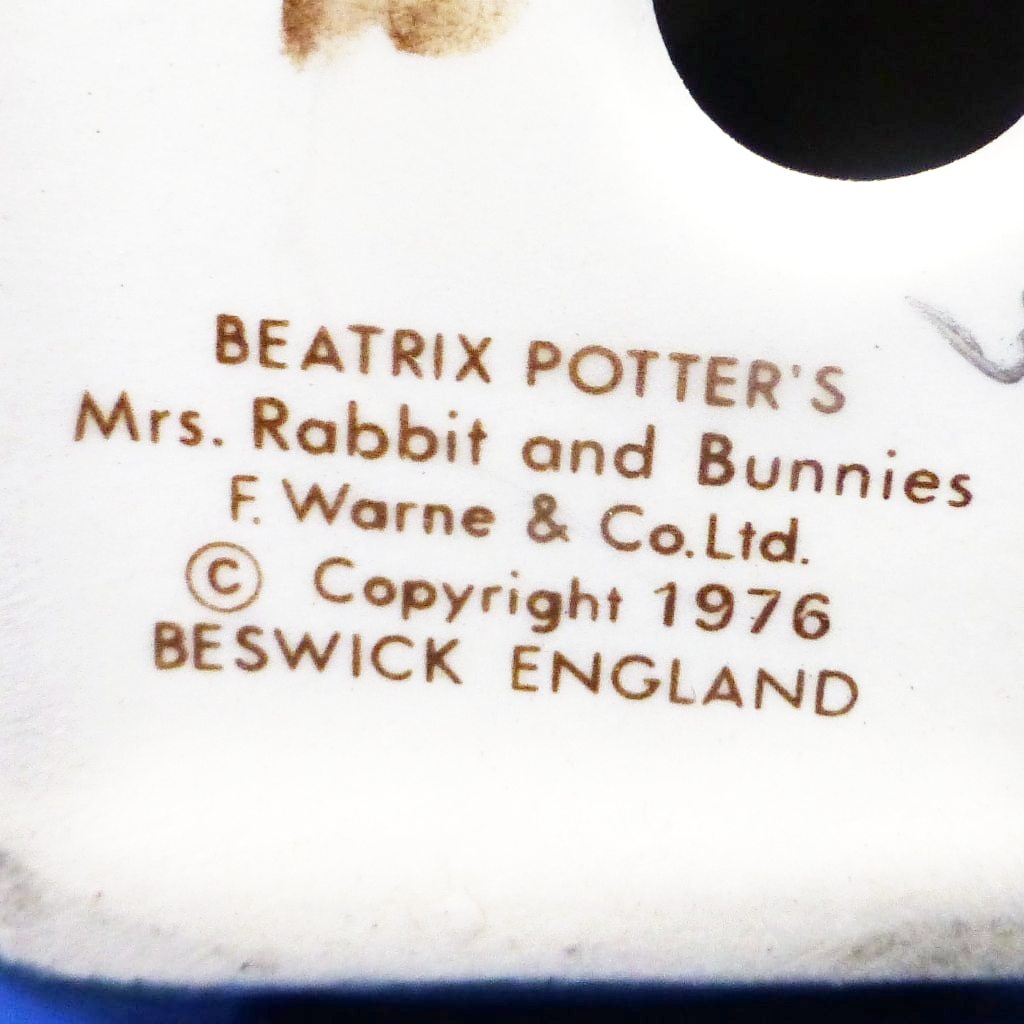 BEATRIX POTTER'S
Mrs. Rabbit and Bunnies
F. Warne & Co. Ltd.
© Copyright 1976
BESWICK ENGLAND